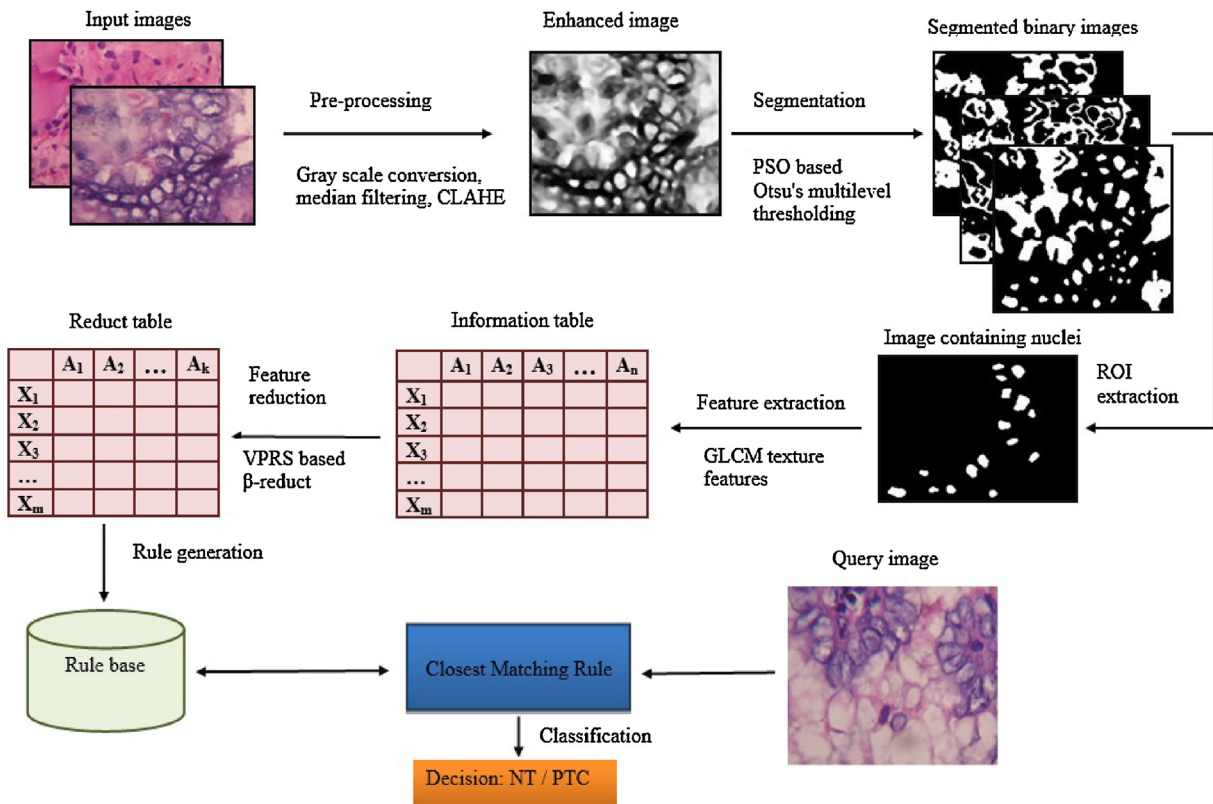 Input images
Enhanced image
Segmented binary images
Pre-processing
Gray scale conversion,
median filtering, CLAHE
Segmentation
PSO based
Otsu's multilevel
thresholding
Reduct table
Information table
Image containing nuclei
A1 A2 … Ak
X1
X2
X3
…
Xm
Feature
reduction
VPRS based
β-reduct
A1 A2 A3 … An
X1
X2
X3
…
Xm
Feature extraction
GLCM texture
features
ROI
extraction
Rule generation
Query image
Rule base
Closest Matching Rule
Classification
Decision: NT / PTC